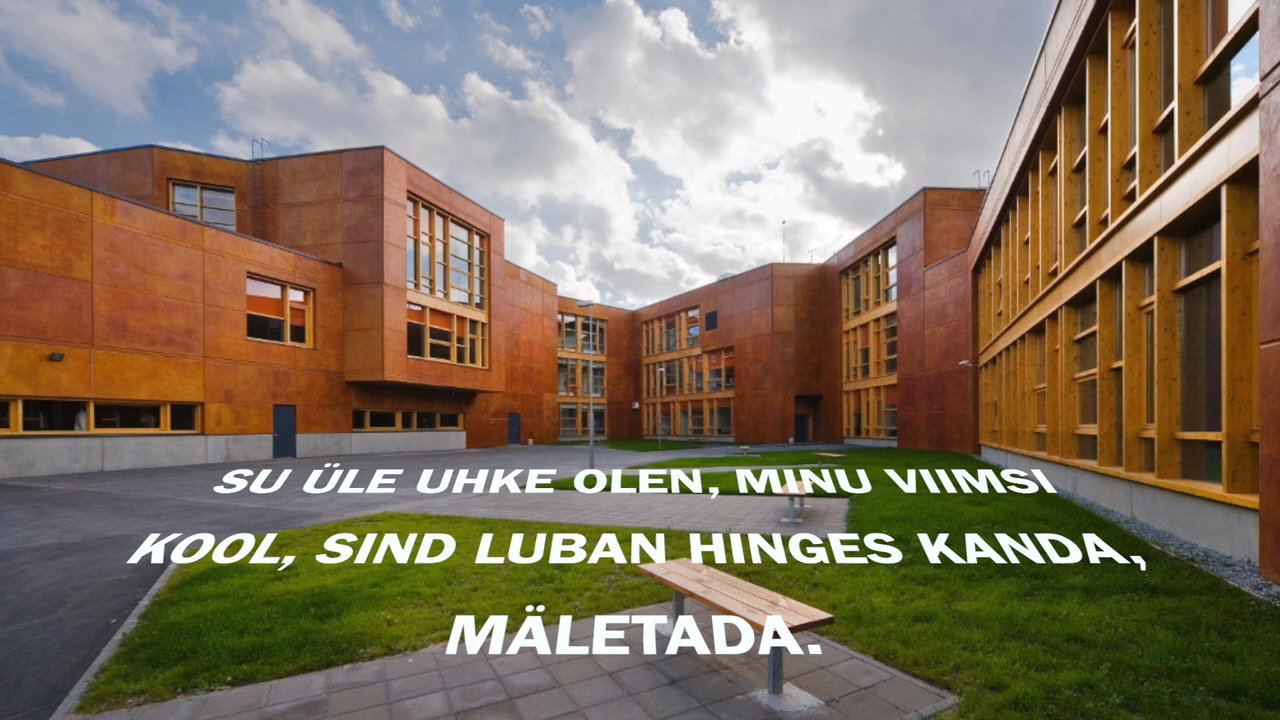 SU ÜLE UHKE OLEN, MINU VIIMSI
KOOL, SIND LUBAN HINGES KANDA,
MÄLETADA.